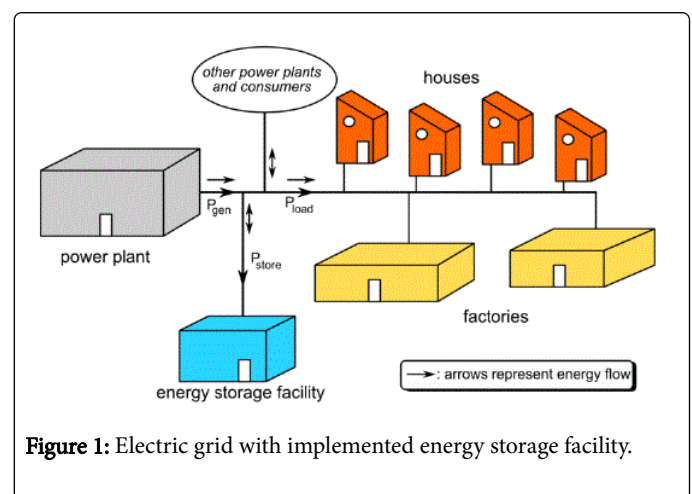 other power plants
and consumers
houses
P gen
P load
power plant
P store
factories
energy storage facility
: arrows represent energy flow
Figure 1: Electric grid with implemented energy storage facility.